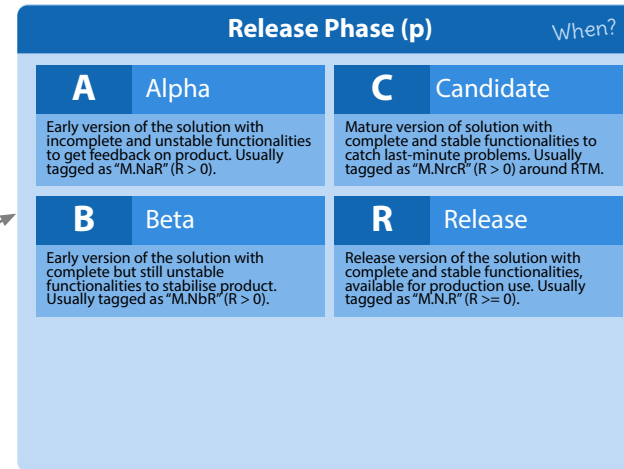 Release Phase (p)
When?
A
Alpha
Early version of the solution with
incomplete and unstable functionalities
to get feedback on product. Usually
tagged as “M.NaR” (R > 0).
C
Candidate
Mature version of solution with
complete and stable functionalities to
catch last-minute problems. Usually
tagged as “M.NrcR” (R > 0) around RTM.
B
Beta
Early version of the solution with
complete but still unstable
functionalities to stabilise product.
Usually tagged as “M.NbR” (R > 0).
R
Release
Release version of the solution with
complete and stable functionalities,
available for production use. Usually
tagged as “M.N.R” (R >= 0).